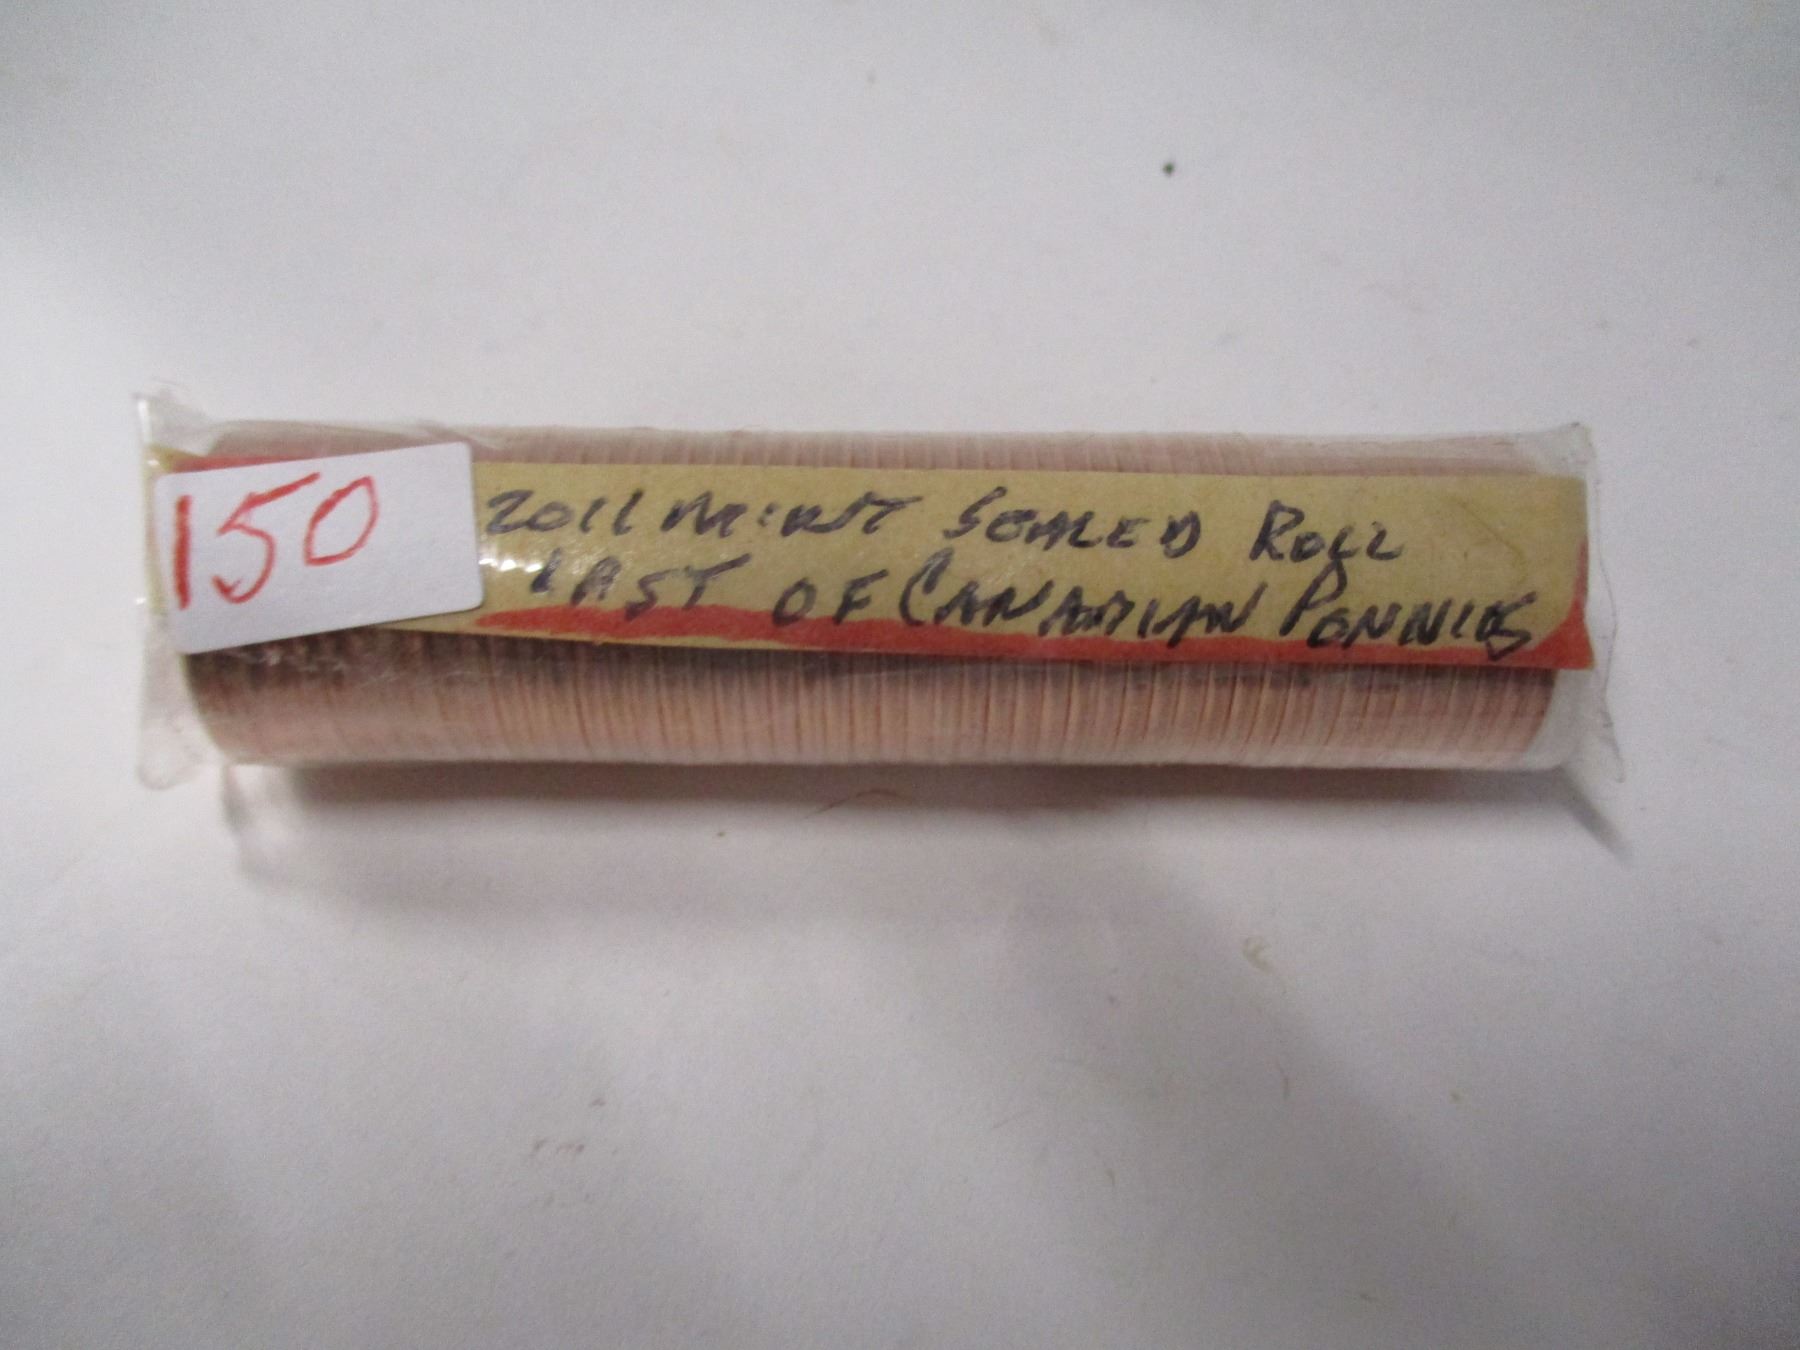 150
2011 MINT SEALED ROLL
LAST OF CANADIAN PENNIES